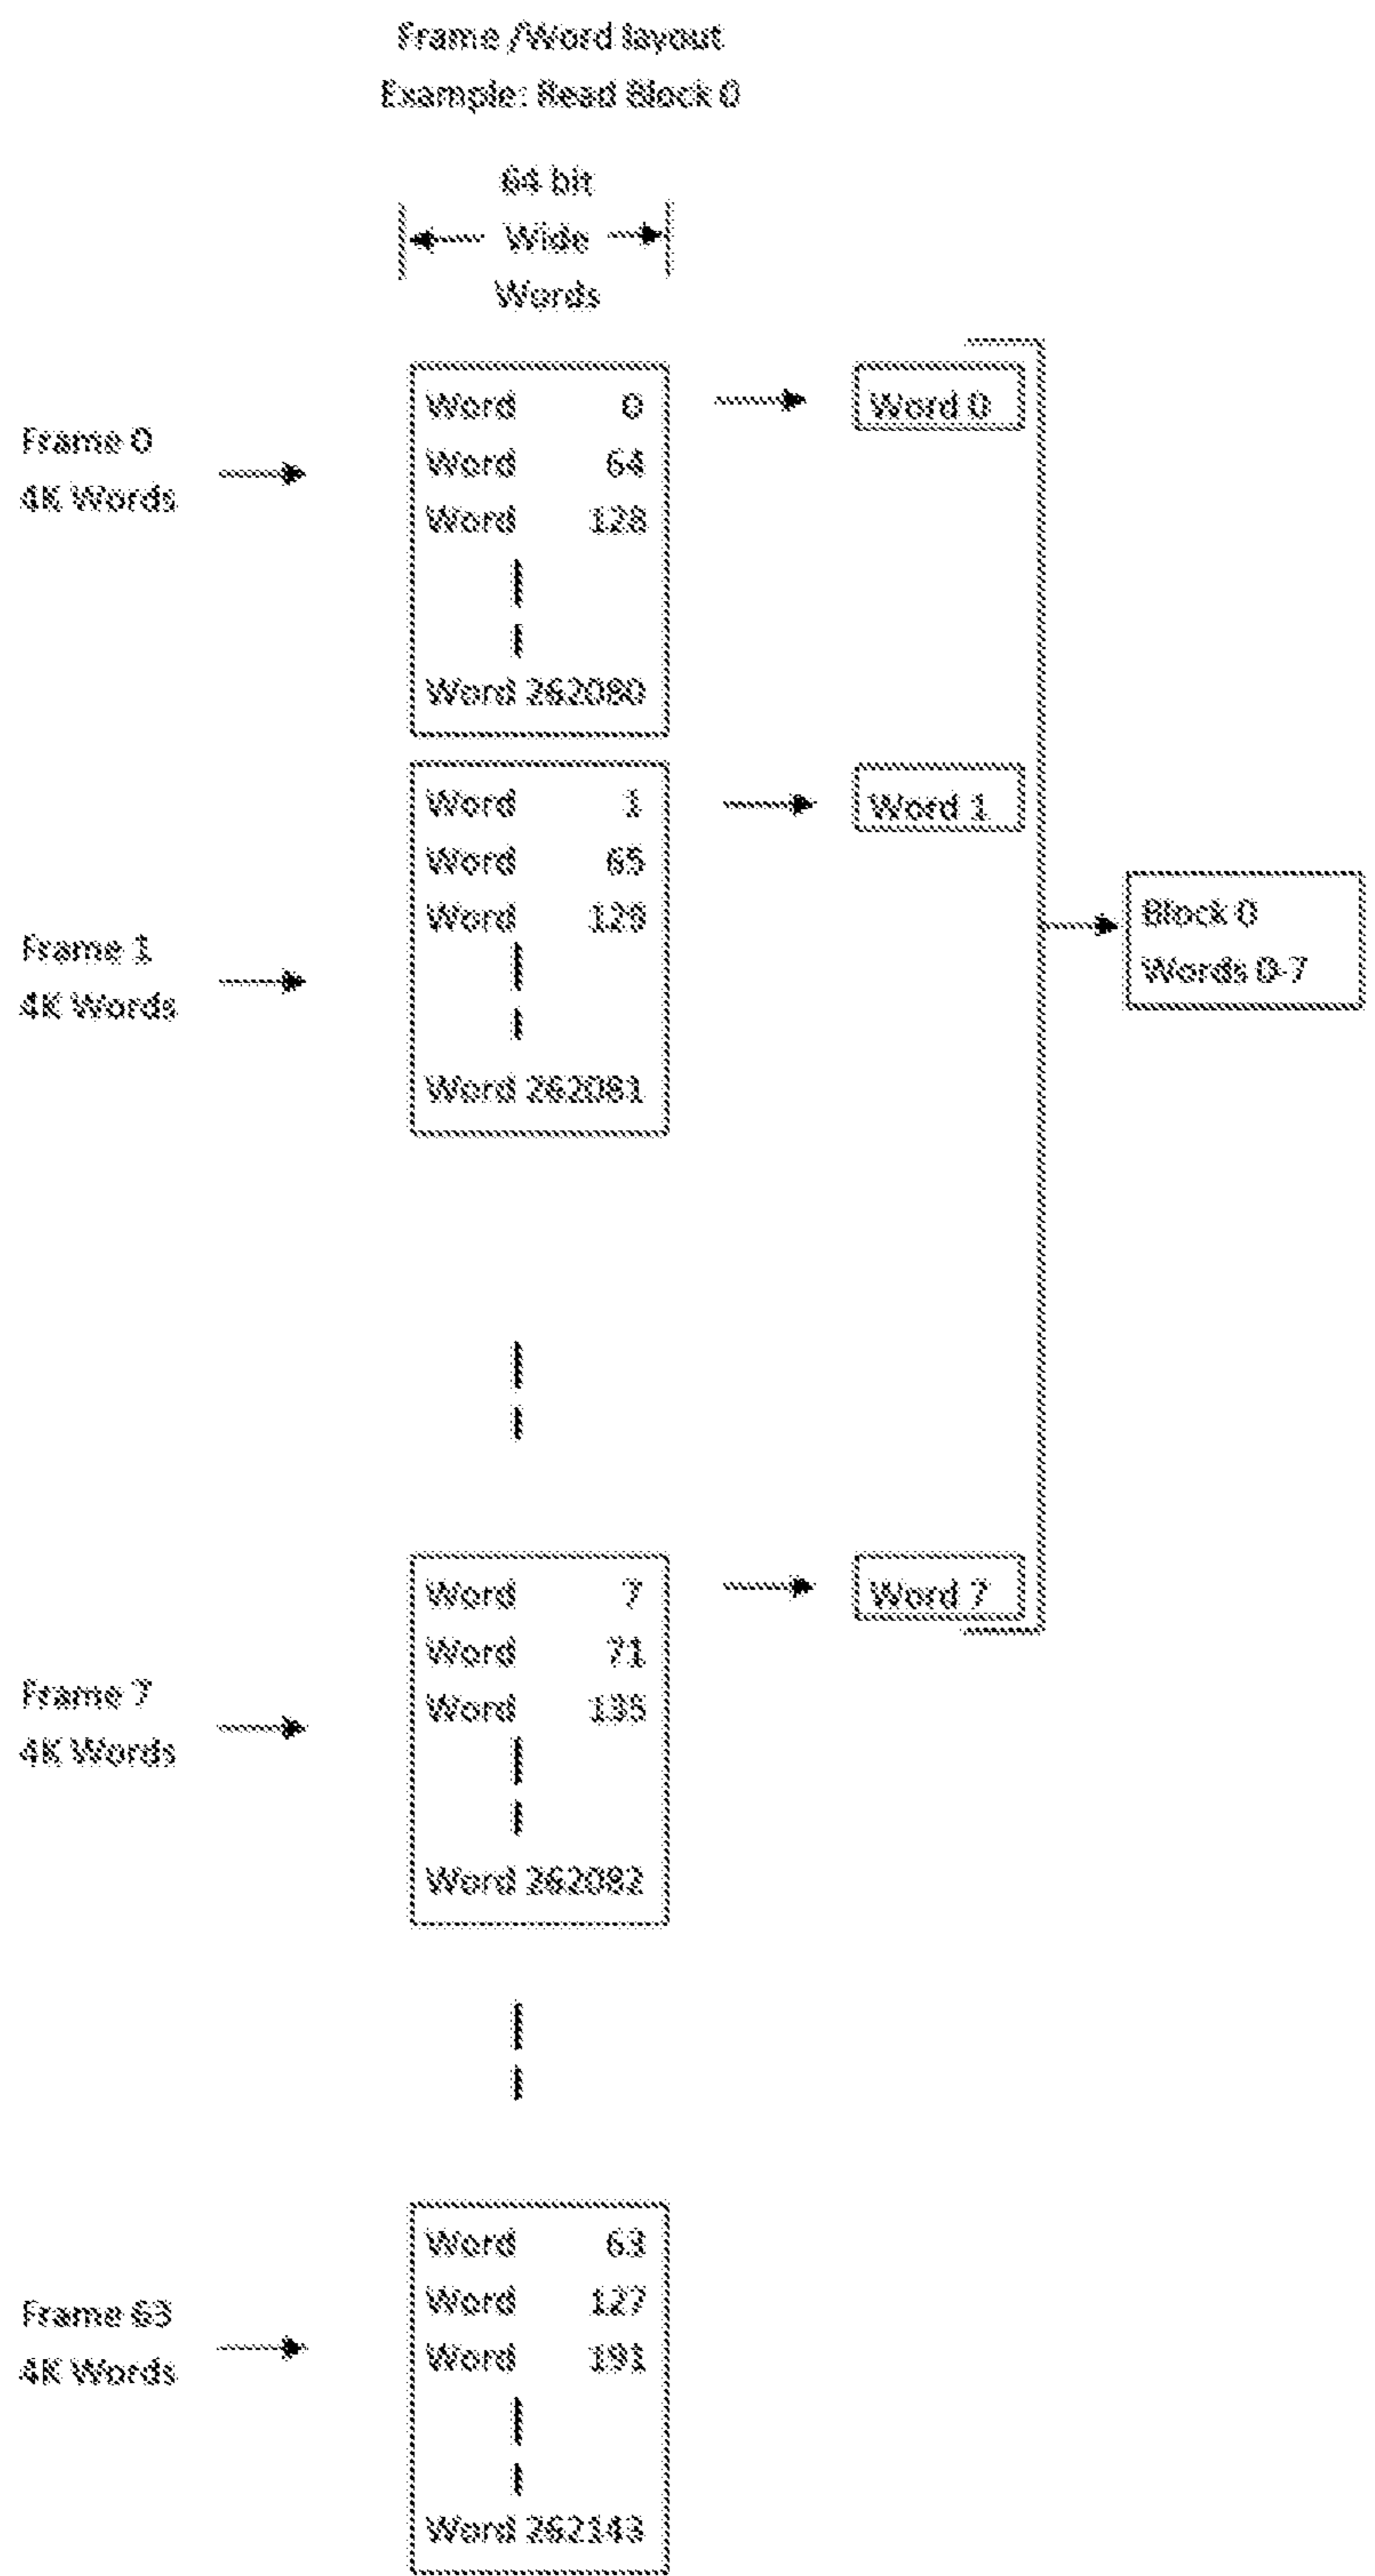 Frame /Word layout
Example: Read Block 0
64 bit
Wide
Words
Frame 0
4K Words
Word 0
Word 64
Word 128
Word 262080
Word 0
Frame 1
4K Words
Word 1
Word 65
Word 128
Word 262081
Word 1
Block 0
Words 0-7
Frame 7
4K Words
Word 7
Word 71
Word 135
Word 262082
Word 7
Frame 63
4K Words
Word 63
Word 127
Word 191
Word 262143